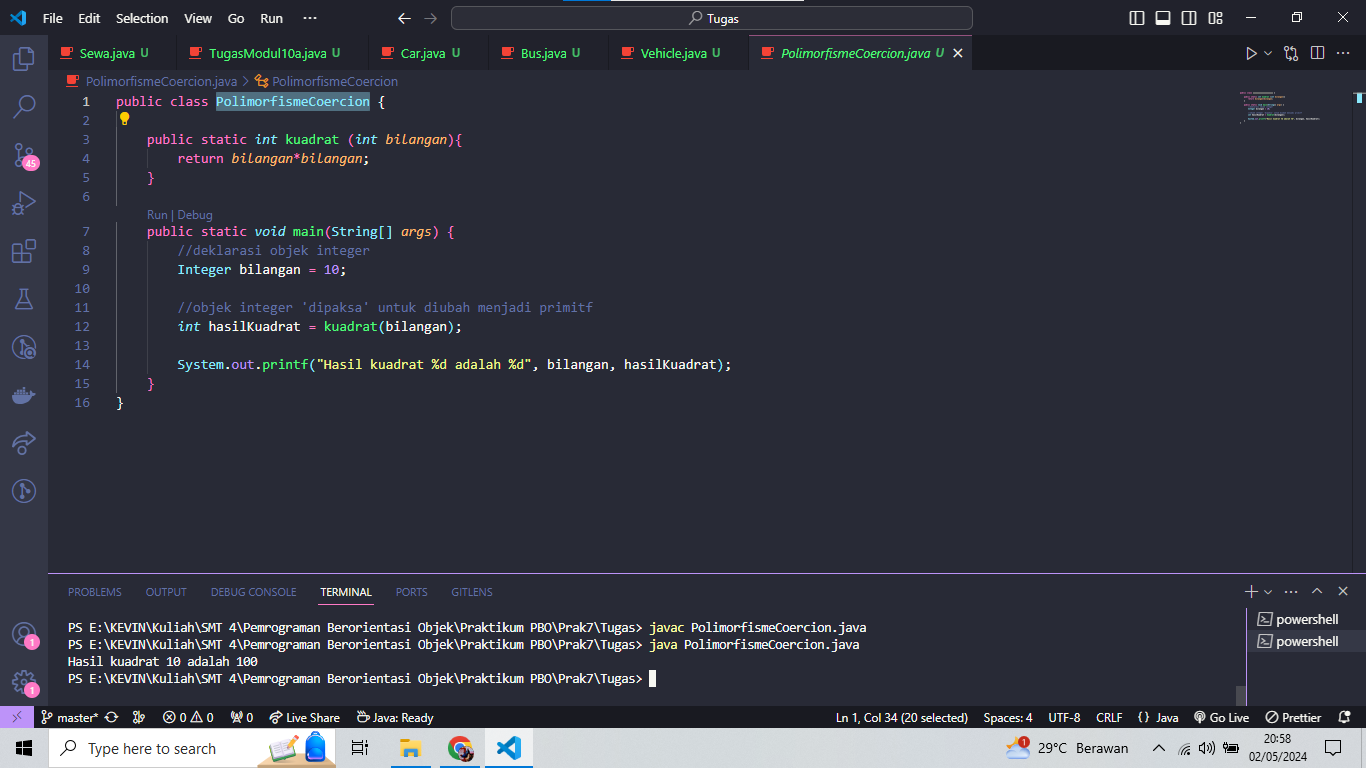 File Edit Selection View Go Run ··· Tugas
Sewa.java U TugasModul10a.java U Car.java U Bus.java U Vehicle.java U PolimorfismeCoercion.java U
PolimorfismeCoercion.java > PolimorfismeCoercion
1 public class PolimorfismeCoercion {
2
3 public static int kuadrat (int bilangan){
4 return bilangan*bilangan;
5 }
6
Run | Debug
7 public static void main(String[] args) {
8 //deklarasi objek integer
9 Integer bilangan = 10;
10
11 //objek integer 'dipaksa' untuk diubah menjadi primitf
12 int hasilKuadrat = kuadrat(bilangan);
13
14 System.out.printf("Hasil kuadrat %d adalah %d", bilangan, hasilKuadrat);
15 }
16 }
45
1
1
PROBLEMS OUTPUT DEBUG CONSOLE TERMINAL PORTS GITLENS
PS E:\KEVIN\Kuliah\SMT 4\Pemrograman Berorientasi Objek\Praktikum PBO\Prak7\Tugas> javac PolimorfismeCoercion.java
PS E:\KEVIN\Kuliah\SMT 4\Pemrograman Berorientasi Objek\Praktikum PBO\Prak7\Tugas> java PolimorfismeCoercion.java
Hasil kuadrat 10 adalah 100
PS E:\KEVIN\Kuliah\SMT 4\Pemrograman Berorientasi Objek\Praktikum PBO\Prak7\Tugas>
powershell
powershell
master* 0 0 0 Live Share Java: Ready Ln 1, Col 34 (20 selected) Spaces: 4 UTF-8 CRLF {} Java Go Live Prettier
Type here to search 1 29°C Berawan 20:58
02/05/2024